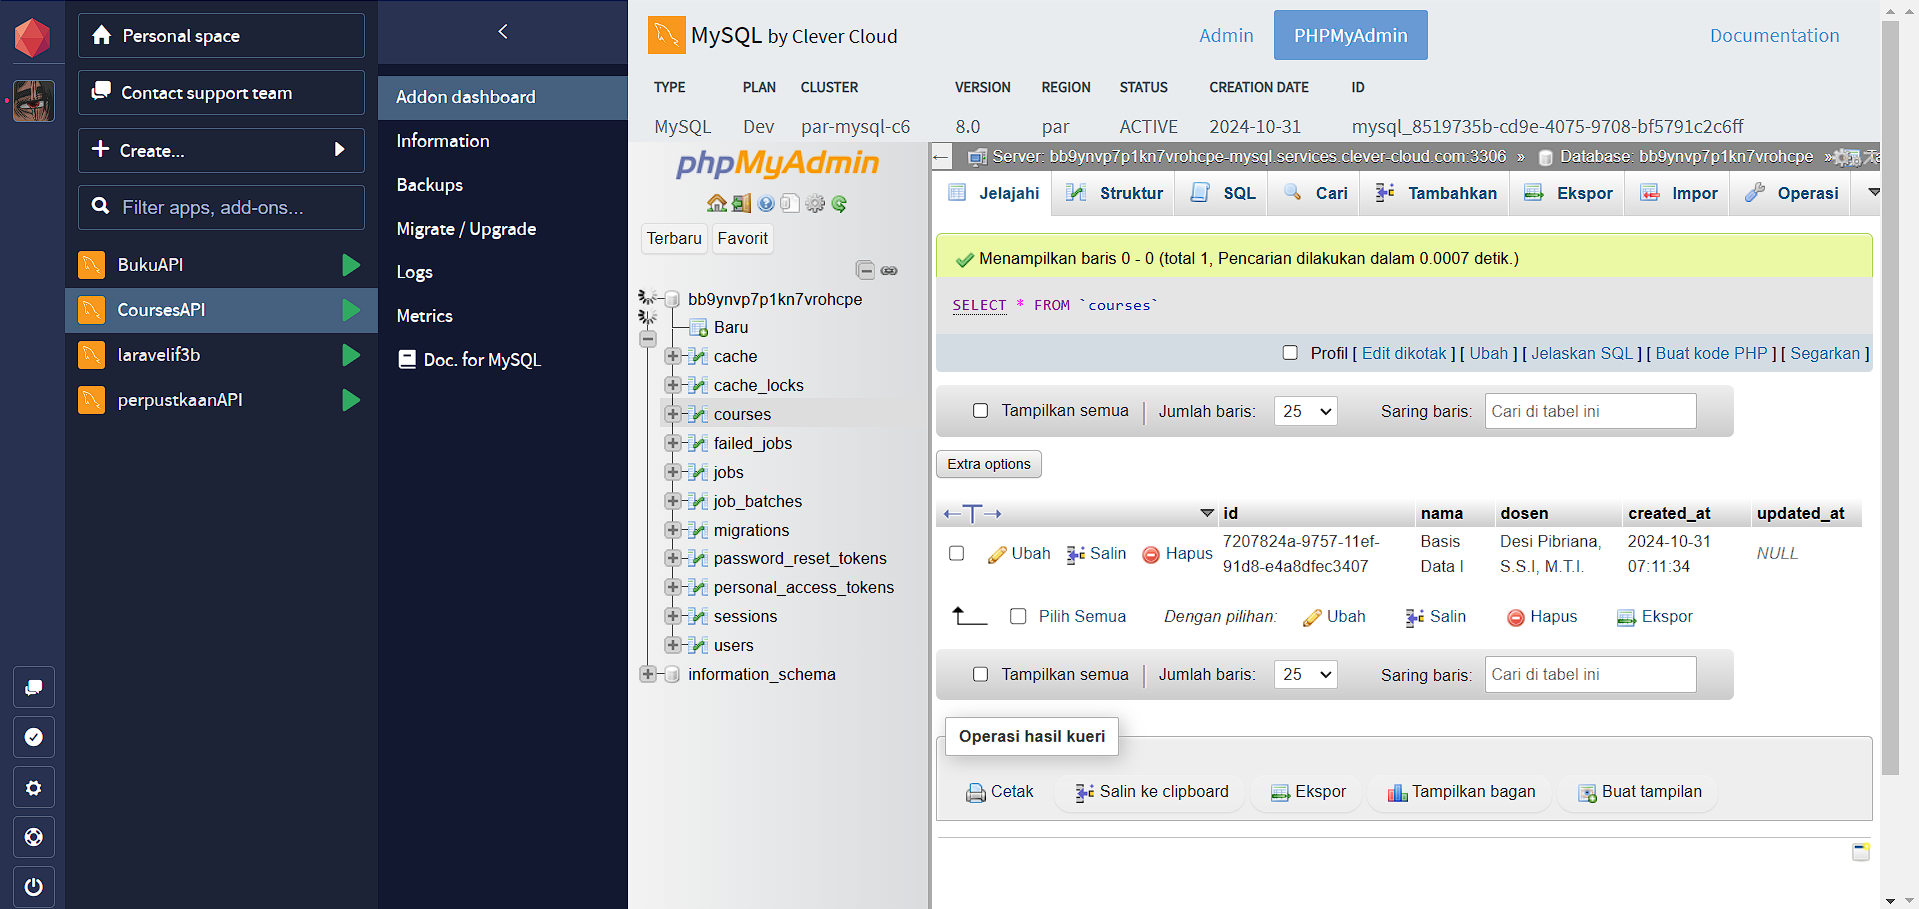 Personal space
Contact support team
Create...
Filter apps, add-ons...
BukuAPI
CoursesAPI
laravelif3b
perpustkaanAPI
Addon dashboard
Information
Backups
Migrate / Upgrade
Logs
Metrics
Doc. for MySQL
MySQL by Clever Cloud
Admin
PHPMyAdmin
Documentation
TYPE PLAN CLUSTER VERSION REGION STATUS CREATION DATE ID
MySQL Dev par-mysql-c6 8.0 par ACTIVE 2024-10-31 mysql_8519735b-cd9e-4075-9708-bf5791c2c6ff
phpMyAdmin
Terbaru Favorit
bb9ynvp7p1kn7vrohcpe
Baru
cache
cache_locks
courses
failed_jobs
jobs
job_batches
migrations
password_reset_tokens
personal_access_tokens
sessions
users
information_schema
Server: bb9ynvp7p1kn7vrohcpe-mysql.services.clever-cloud.com:3306 » Database: bb9ynvp7p1kn7vrohcpe »
Jelajahi Struktur SQL Cari Tambahkan Ekspor Impor Operasi
Menampilkan baris 0 - 0 (total 1, Pencarian dilakukan dalam 0.0007 detik.)
SELECT * FROM `courses`
Profil [ Edit dikotak ] [ Ubah ] [ Jelaskan SQL ] [ Buat kode PHP ] [ Segarkan ]
Tampilkan semua Jumlah baris: 25 Saring baris: Cari di tabel ini
Extra options
id nama dosen created_at updated_at
Ubah Salin Hapus 7207824a-9757-11ef-91d8-e4a8dfec3407 Basis Data I Desi Pibriana, S.S.I, M.T.I. 2024-10-31 07:11:34 NULL
Pilih Semua Dengan pilihan: Ubah Salin Hapus Ekspor
Tampilkan semua Jumlah baris: 25 Saring baris: Cari di tabel ini
Operasi hasil kueri
Cetak Salin ke clipboard Ekspor Tampilkan bagan Buat tampilan